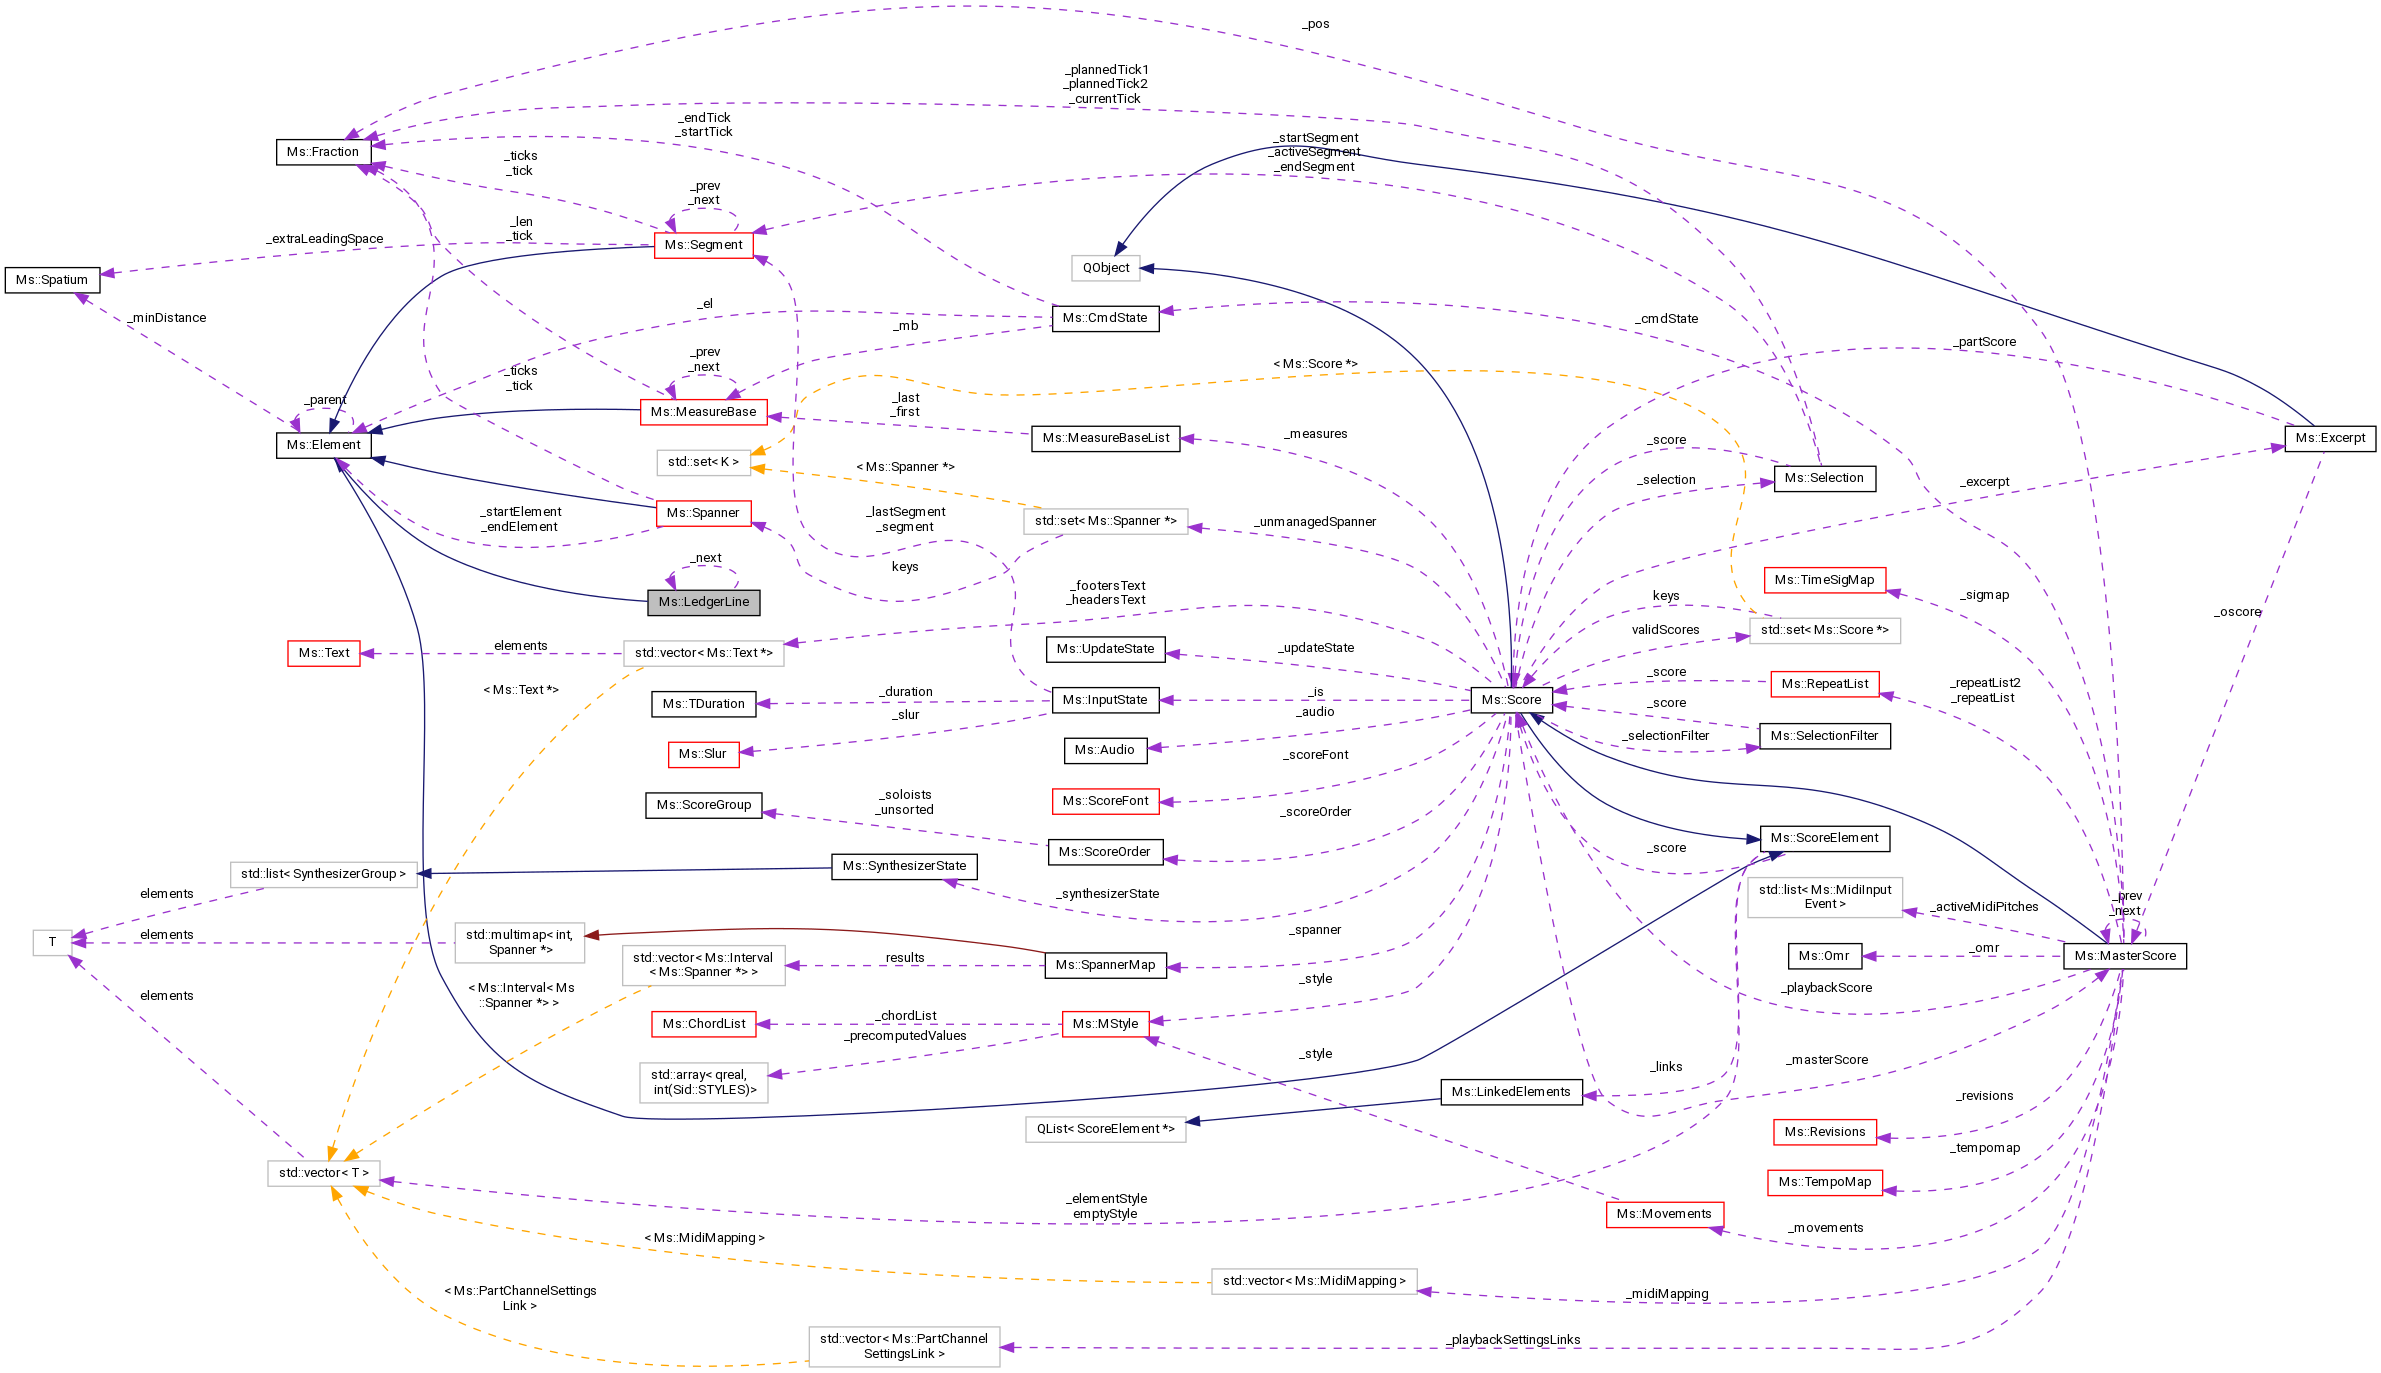 _pos
_plannedTick1
_plannedTick2
_currentTick
_endTick
_startTick
_startSegment
_activeSegment
_endSegment
Ms::Fraction
_ticks
_tick
_prev
_next
_len
_tick
Ms::Segment
_extraLeadingSpace
QObject
Ms::Spatium
_el
Ms::CmdState
_cmdState
_minDistance
_mb
_partScore
_prev
_next
< Ms::Score *>
_ticks
_tick
_parent
_last
_first
Ms::MeasureBase
Ms::Element
Ms::MeasureBaseList
_measures
_score
Ms::Excerpt
std::set< K >
< Ms::Spanner *>
_selection
Ms::Selection
_excerpt
Ms::Spanner
_startElement
_endElement
_lastSegment
_segment
std::set< Ms::Spanner *>
_unmanagedSpanner
_next
keys
Ms::TimeSigMap
Ms::LedgerLine
_footersText
_headersText
keys
_sigmap
_oscore
validScores
std::set< Ms::Score *>
Ms::Text
elements
std::vector< Ms::Text *>
Ms::UpdateState
_updateState
< Ms::Text *>
_score
Ms::RepeatList
_repeatList2
_repeatList
Ms::TDuration
_duration
Ms::InputState
_is
Ms::Score
_score
_slur
_audio
Ms::Slur
Ms::Audio
_selectionFilter
Ms::SelectionFilter
_scoreFont
_soloists
_unsorted
Ms::ScoreGroup
Ms::ScoreFont
_scoreOrder
Ms::ScoreOrder
Ms::ScoreElement
_score
std::list< SynthesizerGroup >
Ms::SynthesizerState
elements
_synthesizerState
std::list< Ms::MidiInput
Event >
_activeMidiPitches
_prev
_next
T
elements
std::multimap< int,
Spanner *>
_spanner
std::vector< Ms::Interval
< Ms::Spanner *> >
results
Ms::SpannerMap
Ms::Omr
_omr
Ms::MasterScore
elements
< Ms::Interval< Ms
::Spanner *> >
_style
_playbackScore
Ms::ChordList
_chordList
Ms::MStyle
_precomputedValues
_style
_links
_masterScore
std::array< qreal,
int(Sid::STYLES)>
Ms::LinkedElements
_revisions
QList< ScoreElement *>
Ms::Revisions
_tempomap
std::vector< T >
Ms::TempoMap
_elementStyle
emptyStyle
Ms::Movements
_movements
< Ms::MidiMapping >
std::vector< Ms::MidiMapping >
_midiMapping
< Ms::PartChannelSettings
Link >
std::vector< Ms::PartChannel
SettingsLink >
_playbackSettingsLinks